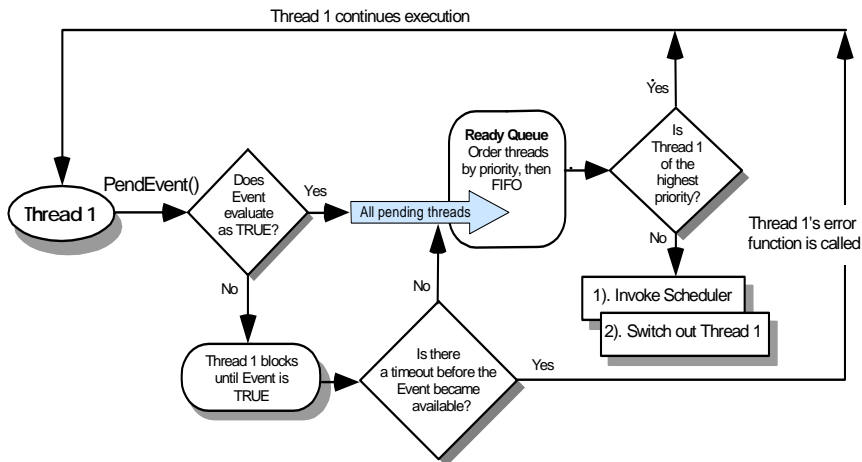 Thread 1 continues execution
Yes
Ready Queue
Order threads
by priority, then
FIFO
Is
Thread 1
of the
highest
priority?
PendEvent()
Does
Event
evaluate
as TRUE?
Yes
Thread 1
All pending threads
Thread 1's error
function is called
No
No
No
1). Invoke Scheduler
2). Switch out Thread 1
Thread 1 blocks
until Event is
TRUE
Is there
a timeout before the
Event became
available?
Yes